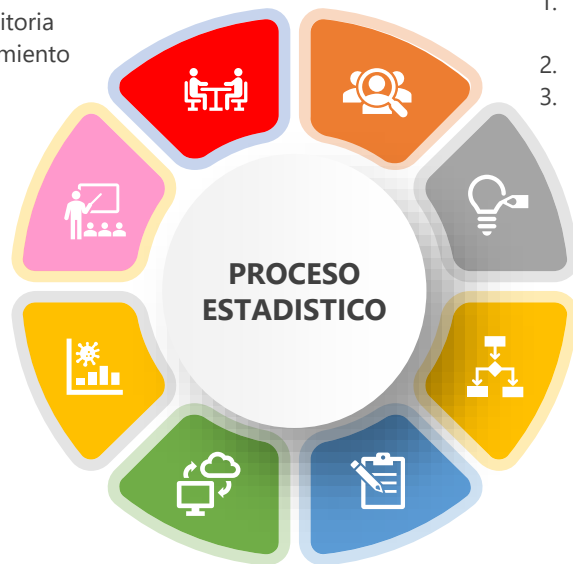 itoria
miento
1.
2.
3.
PROCESO
ESTADISTICO